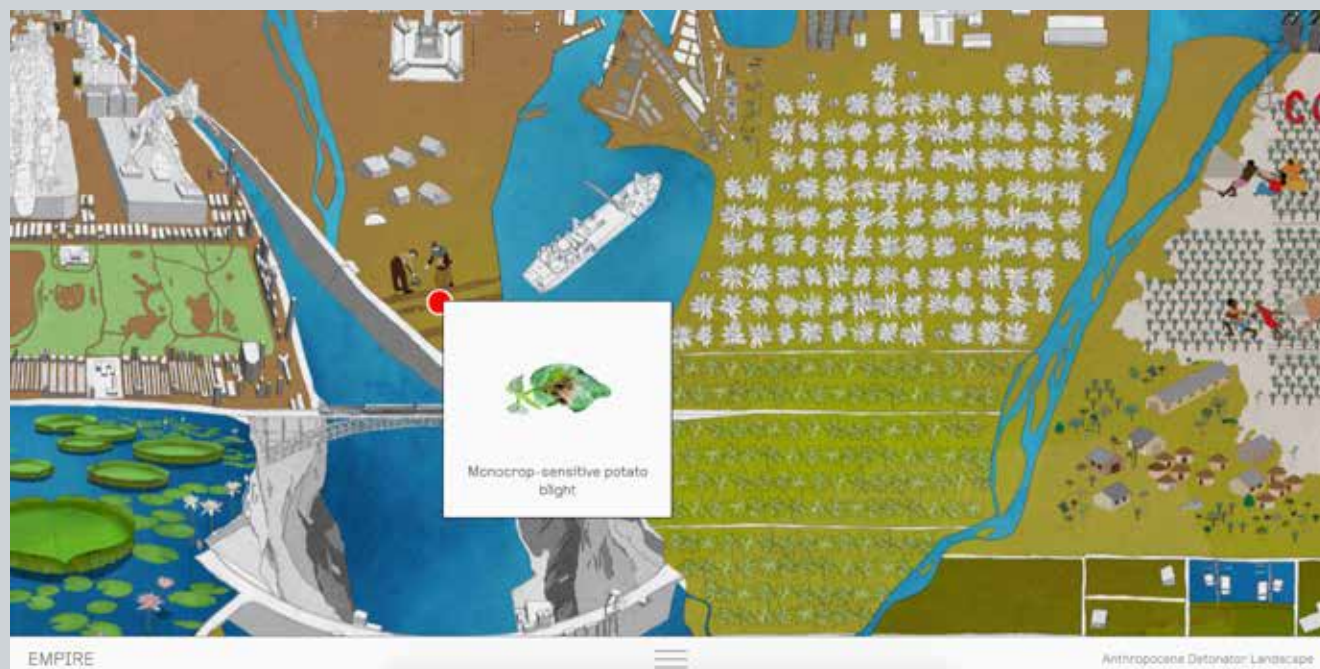 Monocrop-sensitive potato
blight
EMPIRE
Anthropocene Detonator Landscape